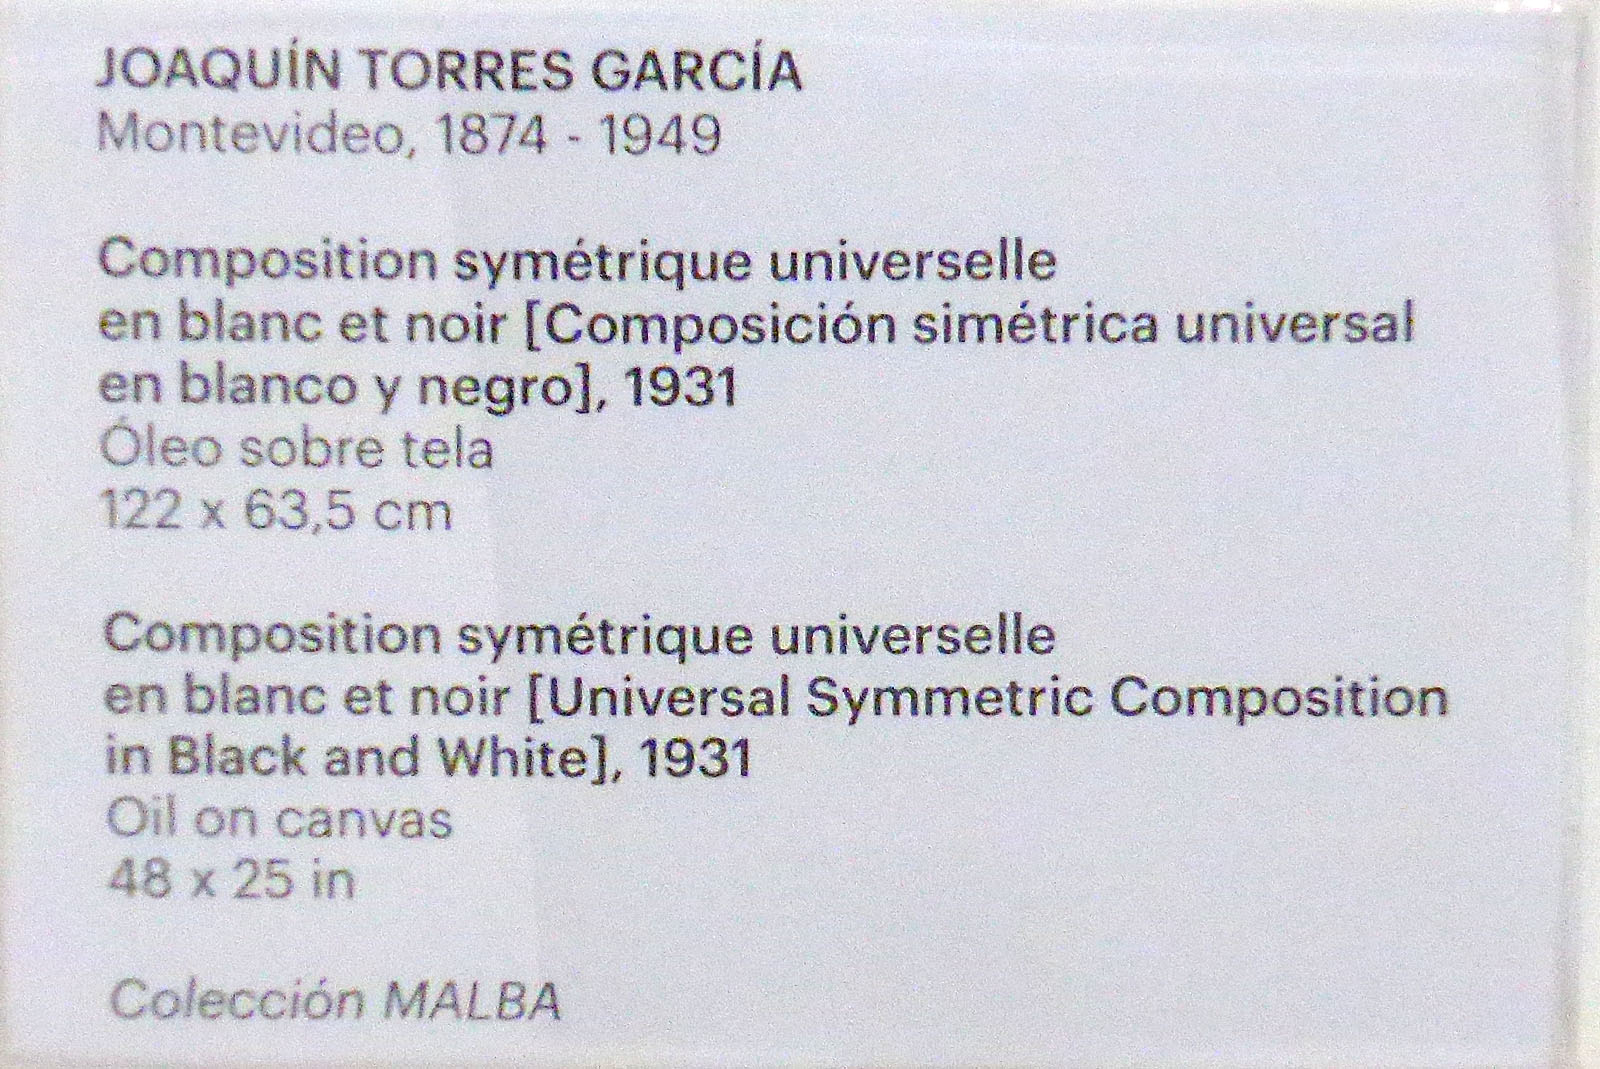 JOAQUÍN TORRES GARCÍA
Montevideo, 1874 - 1949
Composition symétrique universelle
en blanc et noir [Composición simétrica universal
en blanco y negro], 1931
Óleo sobre tela
122 x 63,5 cm
Composition symétrique universelle
en blanc et noir [Universal Symmetric Composition
in Black and White], 1931
Oil on canvas
48 x 25 in
Colección MALBA